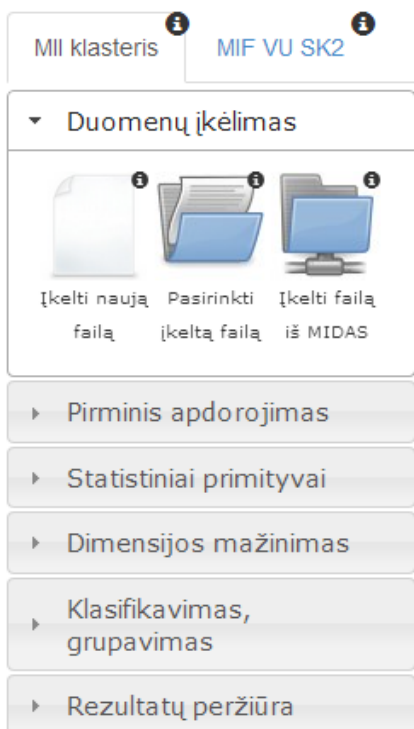 MII klasteris MIF VU SK2
Duomenų įkėlimas
Įkelti naują Pasirinkti Įkelti failą
failą įkeltą failą iš MIDAS
Pirminis apdorojimas
Statistiniai primityvai
Dimensijos mažinimas
Klasifikavimas,
grupavimas
Rezultatų peržiūra